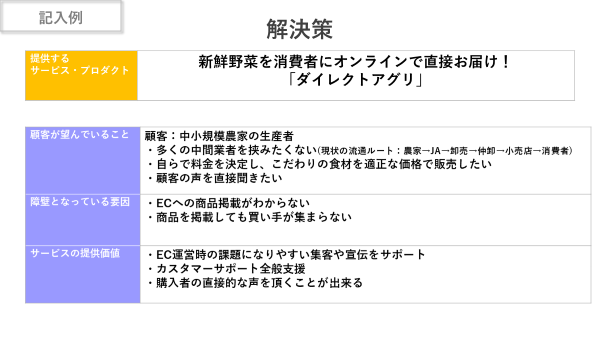 記入例
解決策
提供する
サービス・プロダクト
新鮮野菜を消費者にオンラインで直接お届け！
「ダイレクトアグリ」
顧客が望んでいること
顧客：中小規模農家の生産者
・多くの中間業者を挟みたくない(現状の流通ルート：農家→JA→卸売→仲卸→小売店→消費者)
・自らで料金を決定し、こだわりの食材を適正な価格で販売したい
・顧客の声を直接聞きたい
障壁となっている要因
・ECへの商品掲載がわからない
・商品を掲載しても買い手が集まらない
サービスの提供価値
・EC運営時の課題になりやすい集客や宣伝をサポート
・カスタマーサポート全般支援
・購入者の直接的な声を頂くことが出来る